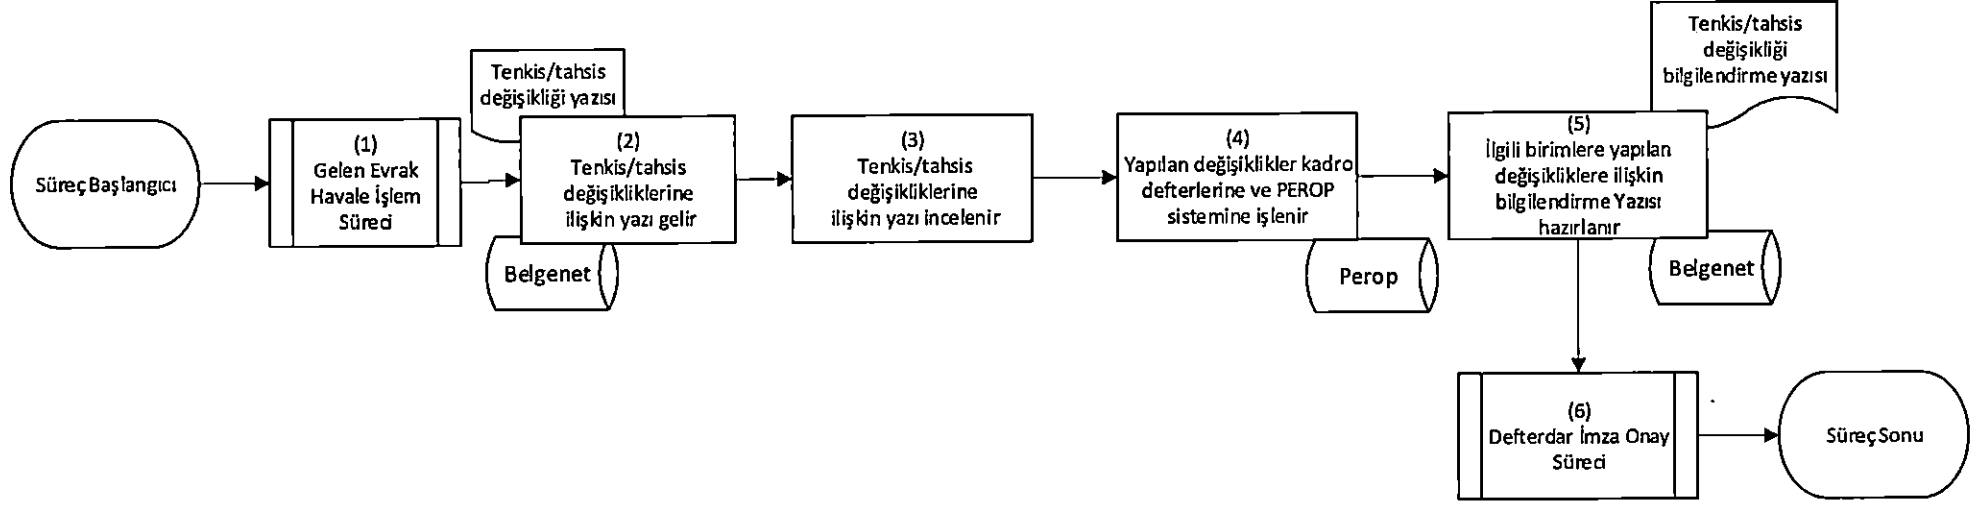 Süreç Başlangıcı
(1)
Gelen Evrak
Havale İşlem
Süreci
Tenkis/tahsis
değişikliği yazısı
(2)
Tenkis/tahsis
değişikliklerine
ilişkin yazı gelir
Belgenet
(3)
Tenkis/tahsis
değişikliklerine
ilişkin yazı incelenir
(4)
Yapılan değişiklikler kadro
defterlerine ve PEROP
sistemine işlenir
Perop
Tenkis/tahsis
değişikliği
bilgilendirme yazısı
(5)
İlgili birimlere yapılan
değişikliklere ilişkin
bilgilendirme Yazısı
hazırlanır
Belgenet
(6)
Defterdar İmza Onay
Süreci
Süreç Sonu